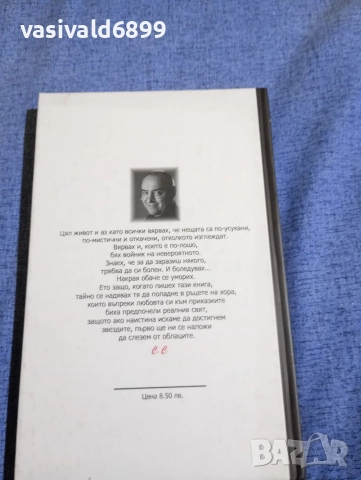 vasivald6899
Цял живот и аз като всички вярвах, че нещата са по-усукани,
по-мистични и откачени, отколкото изглеждат.
Вярвах и, което е по-лошо,
бях войник на невероятното.
Знаех, че за да заразиш някого,
трябва да си болен. И боледувах...
Накрая обаче се уморих.
Ето защо, когато пишех тази книга,
тайно се надявах тя да попадне в ръцете на хора,
които въпреки любовта си към приказките
биха предпочели реалния свят,
защото ако наистина искаме да достигнем
звездите, първо ще ни се наложи
да слезем от облаците.
С С
Цена 8.50 лв.
BAZAR